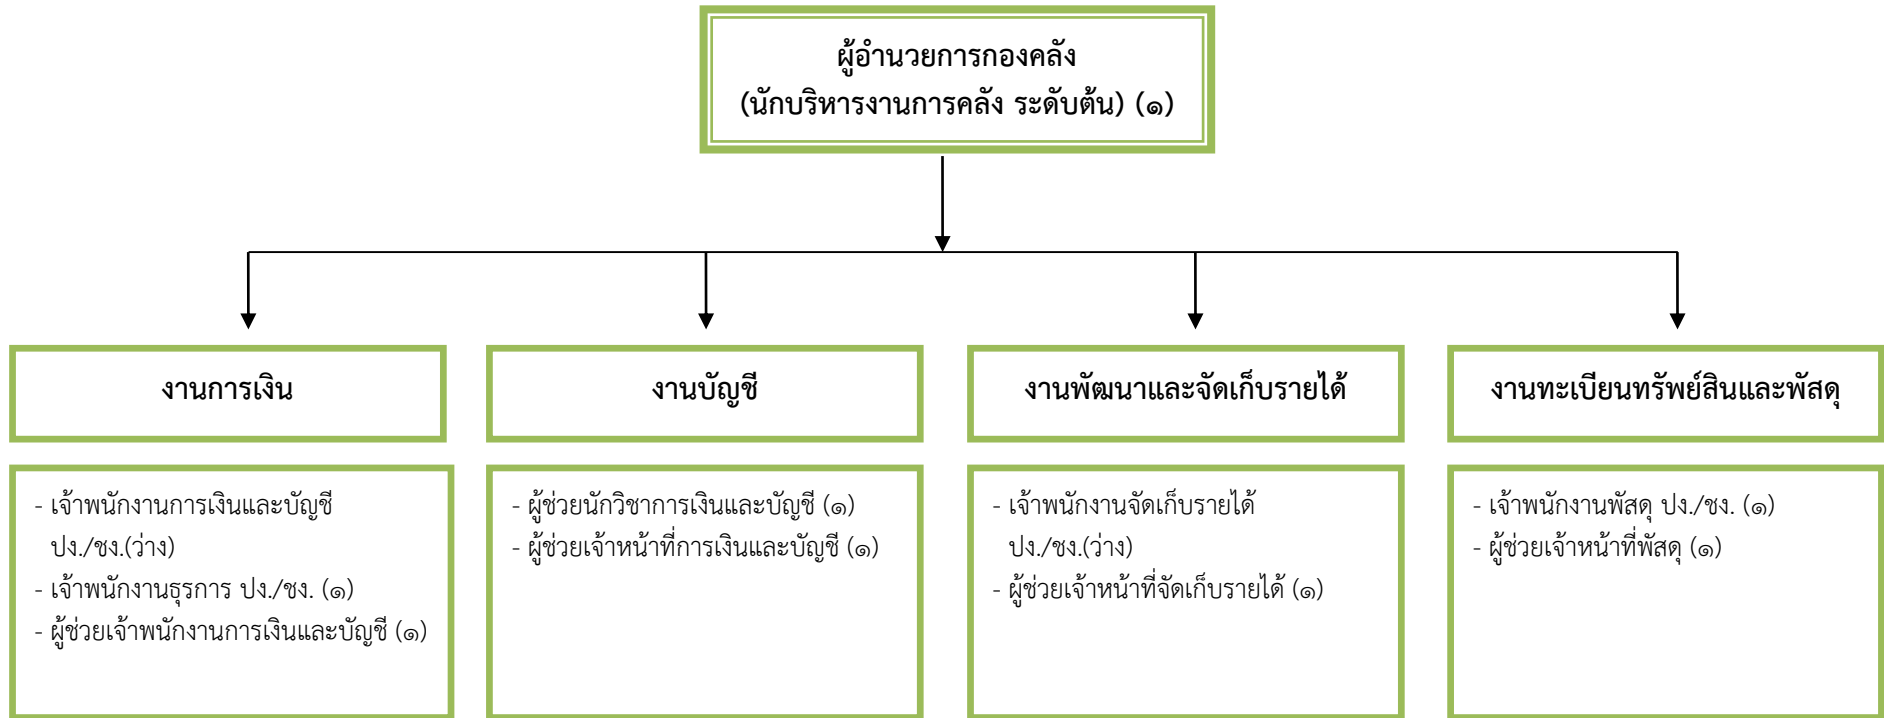 ผู้อำนวยการกองคลัง
(นักบริหารงานการคลัง ระดับต้น) (๑)
งานการเงิน
งานบัญชี
งานพัฒนาและจัดเก็บรายได้
งานทะเบียนทรัพย์สินและพัสดุ
- เจ้าพนักงานการเงินและบัญชี
ปง./ชง.(ว่าง)
- เจ้าพนักงานธุรการ ปง./ชง. (๑)
- ผู้ช่วยเจ้าพนักงานการเงินและบัญชี (๑)
- ผู้ช่วยนักวิชาการเงินและบัญชี (๑)
- ผู้ช่วยเจ้าหน้าที่การเงินและบัญชี (๑)
- เจ้าพนักงานจัดเก็บรายได้
ปง./ชง.(ว่าง)
- ผู้ช่วยเจ้าหน้าที่จัดเก็บรายได้ (๑)
- เจ้าพนักงานพัสดุ ปง./ชง. (๑)
- ผู้ช่วยเจ้าหน้าที่พัสดุ (๑)